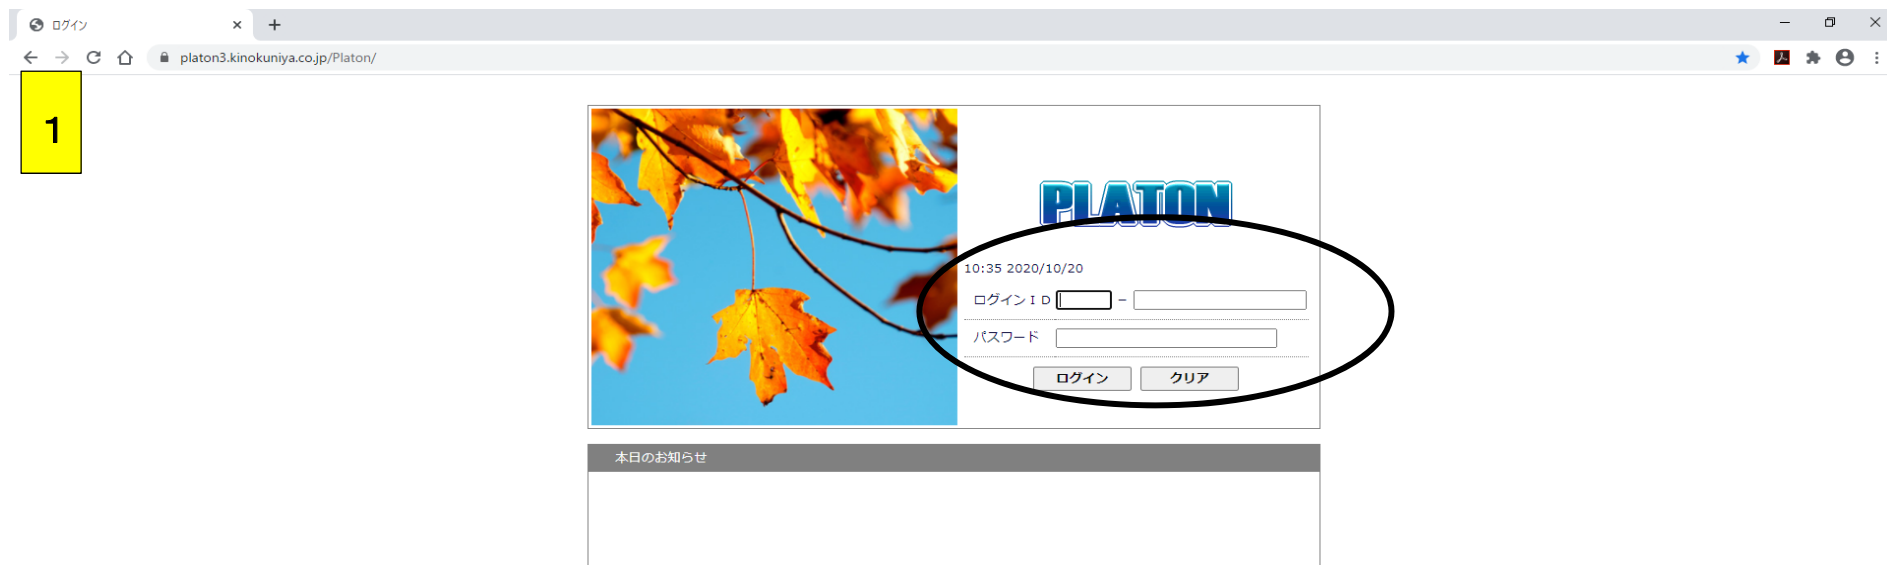 ログイン
platon3.kinokuniya.co.jp/Platon/
1
PLATON
10:35 2020/10/20
ログインＩＤ －
パスワード
ログイン クリア
本日のお知らせ